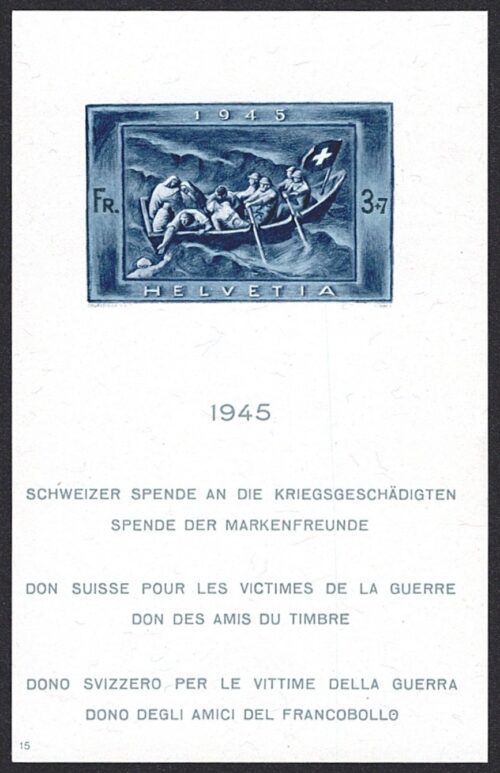 1945
FR. 3+7
HELVETIA
1945
SCHWEIZER SPENDE AN DIE KRIEGSGESCHÄDIGTEN
SPENDE DER MARKENFREUNDE
DON SUISSE POUR LES VICTIMES DE LA GUERRE
DON DES AMIS DU TIMBRE
DONO SVIZZERO PER LE VITTIME DELLA GUERRA
DONO DEGLI AMICI DEL FRANCOBOLLO
15